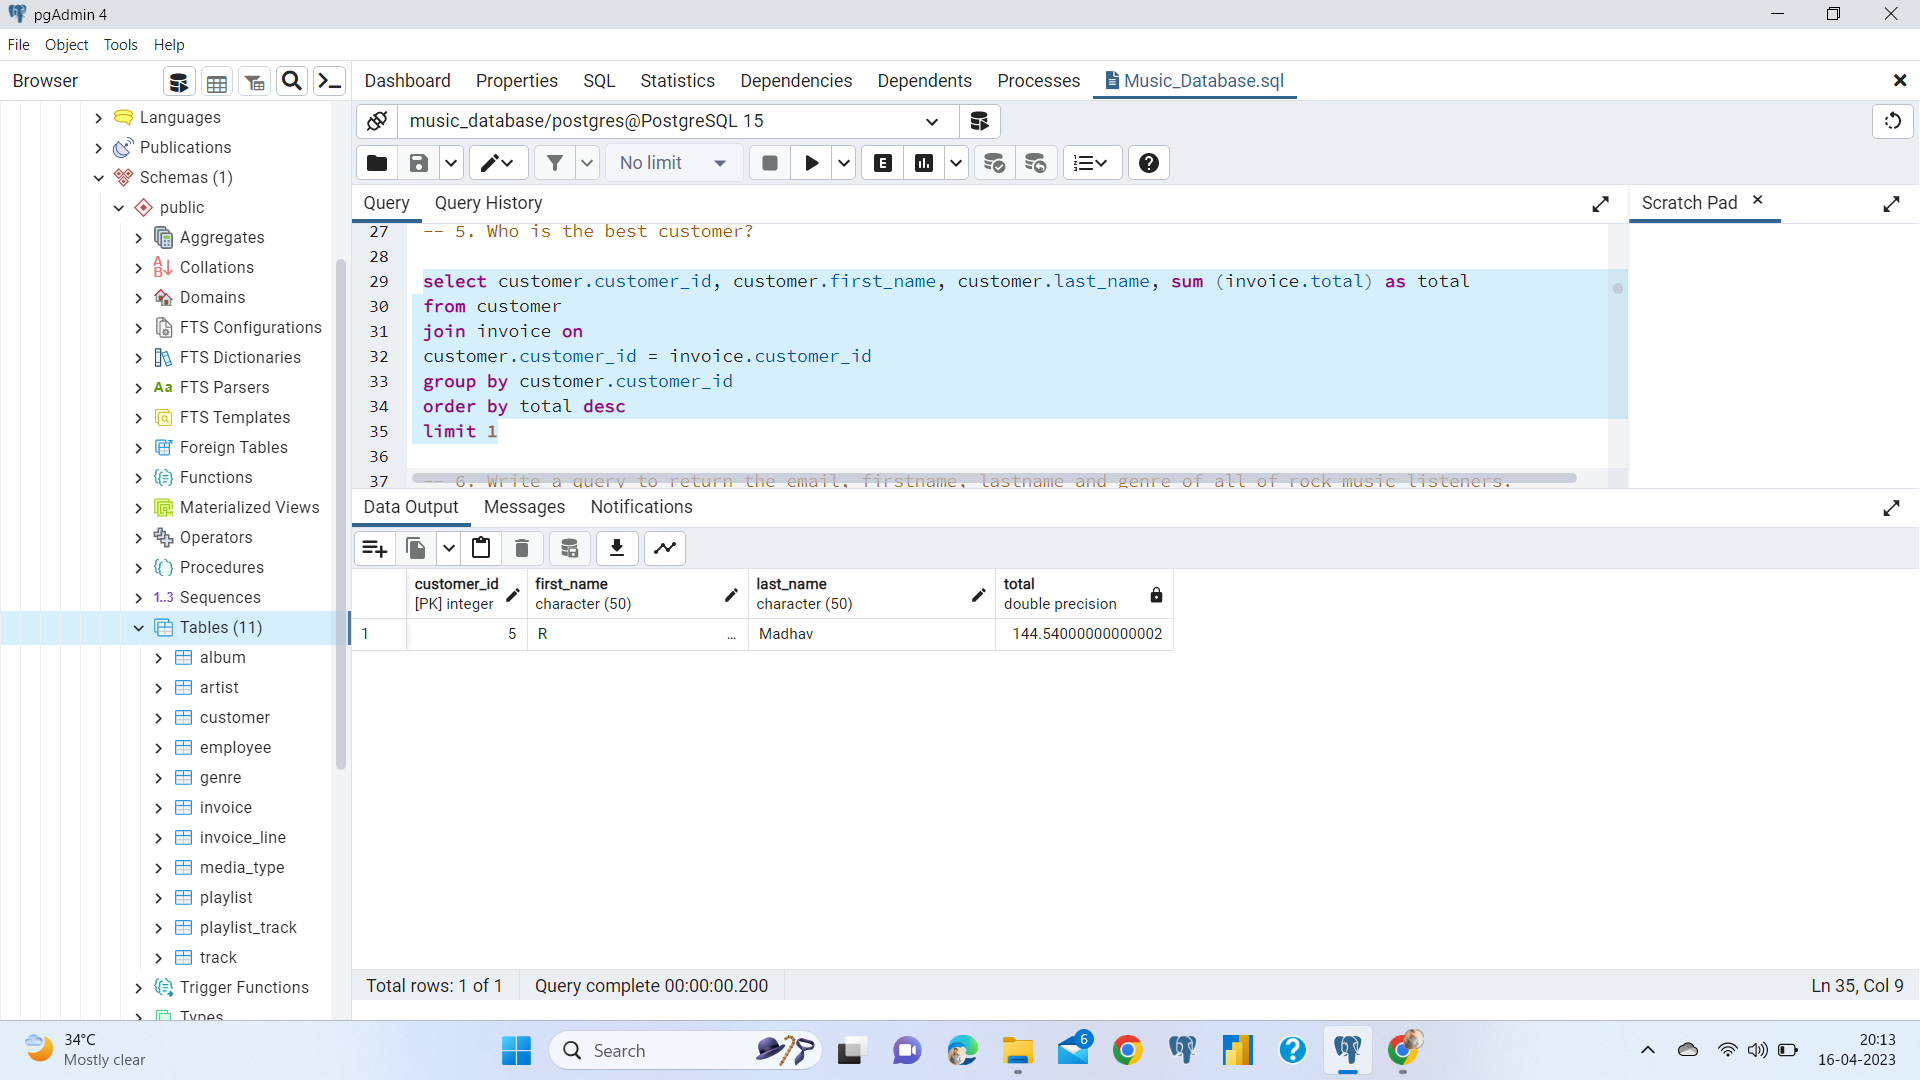 pgAdmin 4
File Object Tools Help
Browser
Dashboard Properties SQL Statistics Dependencies Dependents Processes Music_Database.sql
music_database/postgres@PostgreSQL 15
No limit
Query Query History
Scratch Pad
Languages
Publications
Schemas (1)
public
Aggregates
Collations
Domains
FTS Configurations
FTS Dictionaries
FTS Parsers
FTS Templates
Foreign Tables
Functions
Materialized Views
Operators
Procedures
1..3 Sequences
Tables (11)
album
artist
customer
employee
genre
invoice
invoice_line
media_type
playlist
playlist_track
track
Trigger Functions
Types
27 -- 5. Who is the best customer?
28
29 select customer.customer_id, customer.first_name, customer.last_name, sum (invoice.total) as total
30 from customer
31 join invoice on
32 customer.customer_id = invoice.customer_id
33 group by customer.customer_id
34 order by total desc
35 limit 1
36
37 -- 6. Write a query to return the email, firstname, lastname and genre of all of rock music listeners.
Data Output Messages Notifications
customer_id first_name last_name total
[PK] integer character (50) character (50) double precision
1 5 R ... Madhav 144.54000000000002
Total rows: 1 of 1 Query complete 00:00:00.200 Ln 35, Col 9
34°C
Mostly clear
Search
6
20:13
16-04-2023